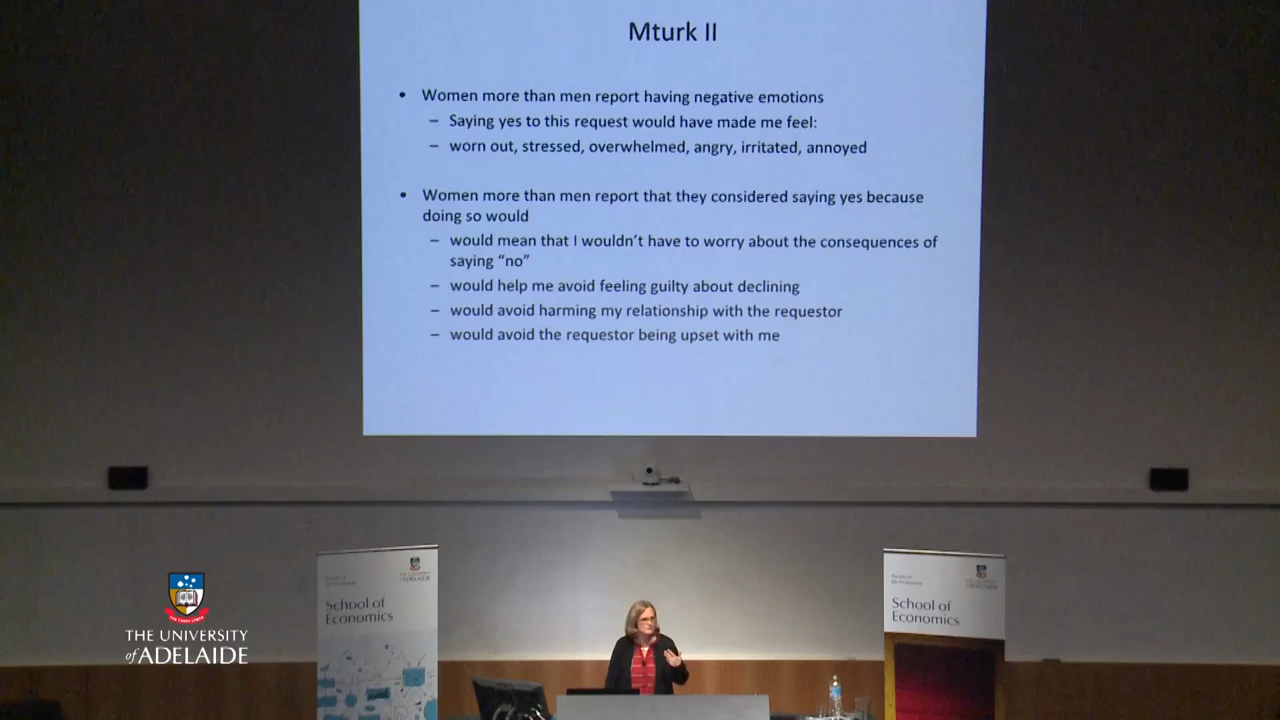 Mturk II
• Women more than men report having negative emotions
– Saying yes to this request would have made me feel:
– worn out, stressed, overwhelmed, angry, irritated, annoyed
• Women more than men report that they considered saying yes because
doing so would
– would mean that I wouldn't have to worry about the consequences of
saying “no”
– would help me avoid feeling guilty about declining
– would avoid harming my relationship with the requestor
– would avoid the requestor being upset with me
School of
Economics
School of
Economics
THE UNIVERSITY
of ADELAIDE